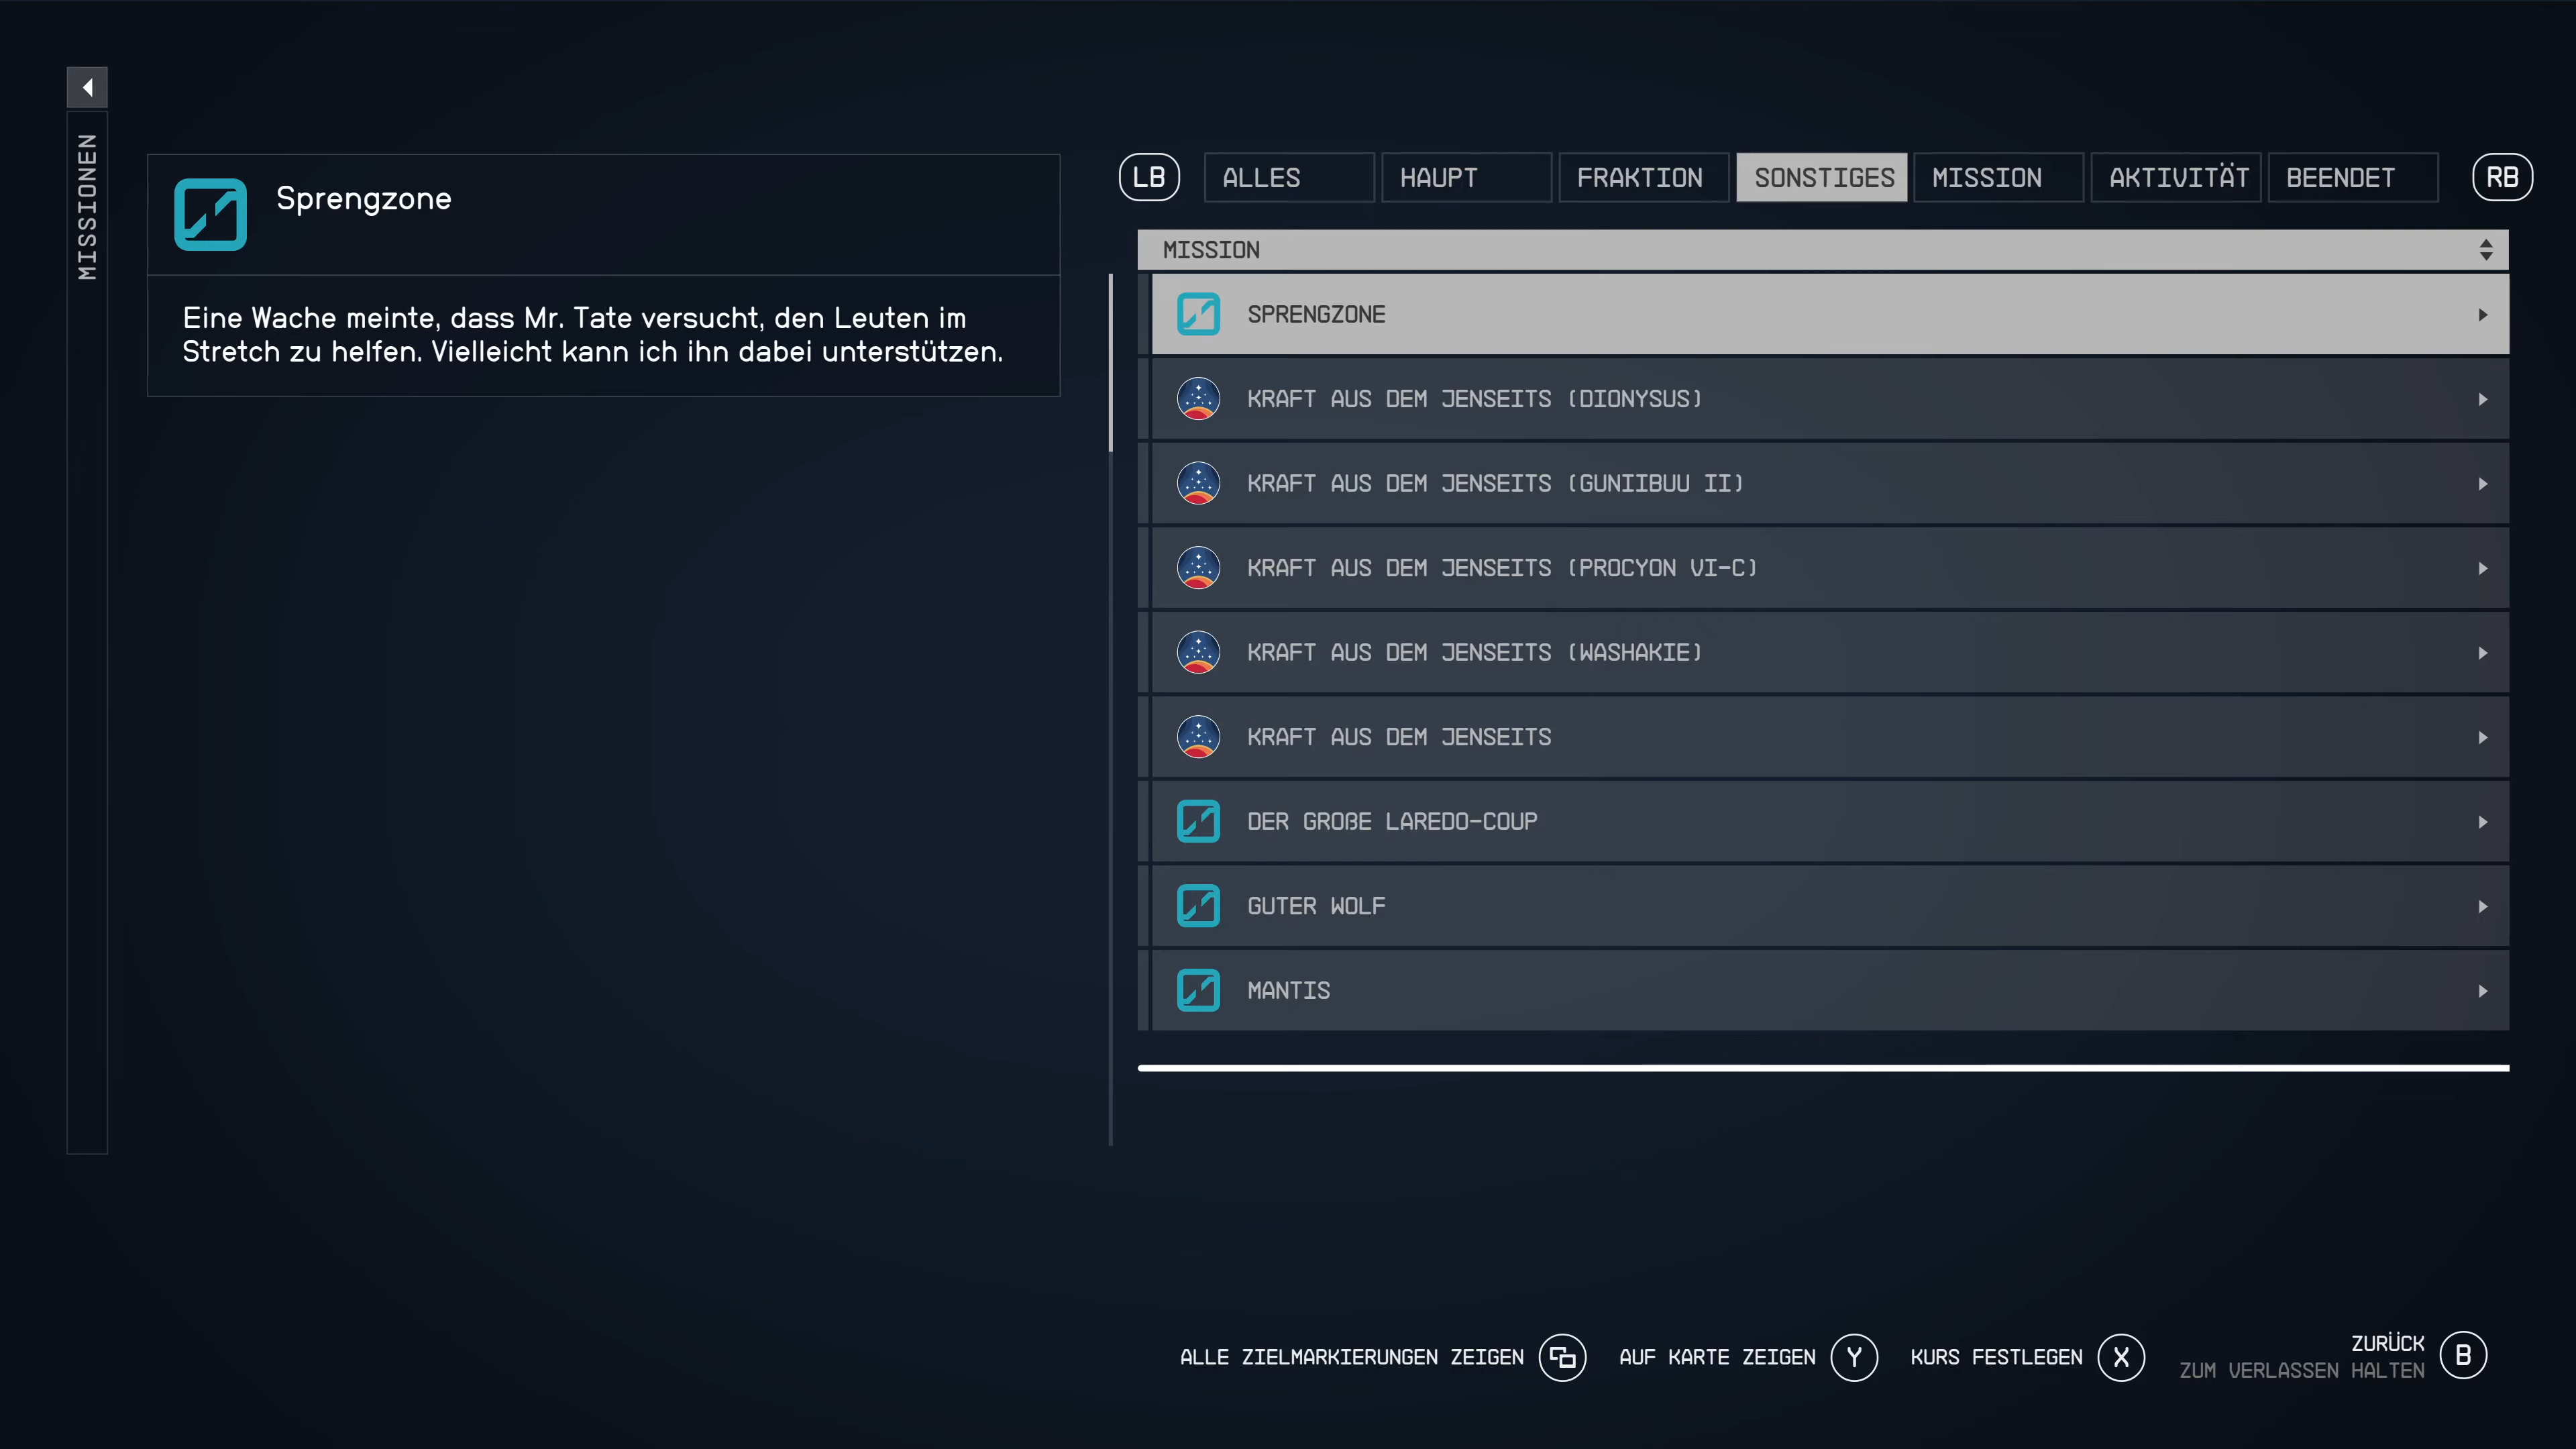 MISSIONEN
Sprengzone
Eine Wache meinte, dass Mr. Tate versucht, den Leuten im
Stretch zu helfen. Vielleicht kann ich ihn dabei unterstützen.
LB ALLES HAUPT FRAKTION SONSTIGES MISSION AKTIVITÄT BEENDET RB
MISSION
SPRENGZONE
KRAFT AUS DEM JENSEITS (DIONYSUS)
KRAFT AUS DEM JENSEITS (GUNIIBUU II)
KRAFT AUS DEM JENSEITS (PROCYON VI-C)
KRAFT AUS DEM JENSEITS (WASHAKIE)
KRAFT AUS DEM JENSEITS
DER GROßE LAREDO-COUP
GUTER WOLF
MANTIS
ALLE ZIELMARKIERUNGEN ZEIGEN AUF KARTE ZEIGEN Y KURS FESTLEGEN X ZURÜCK B
ZUM VERLASSEN HALTEN